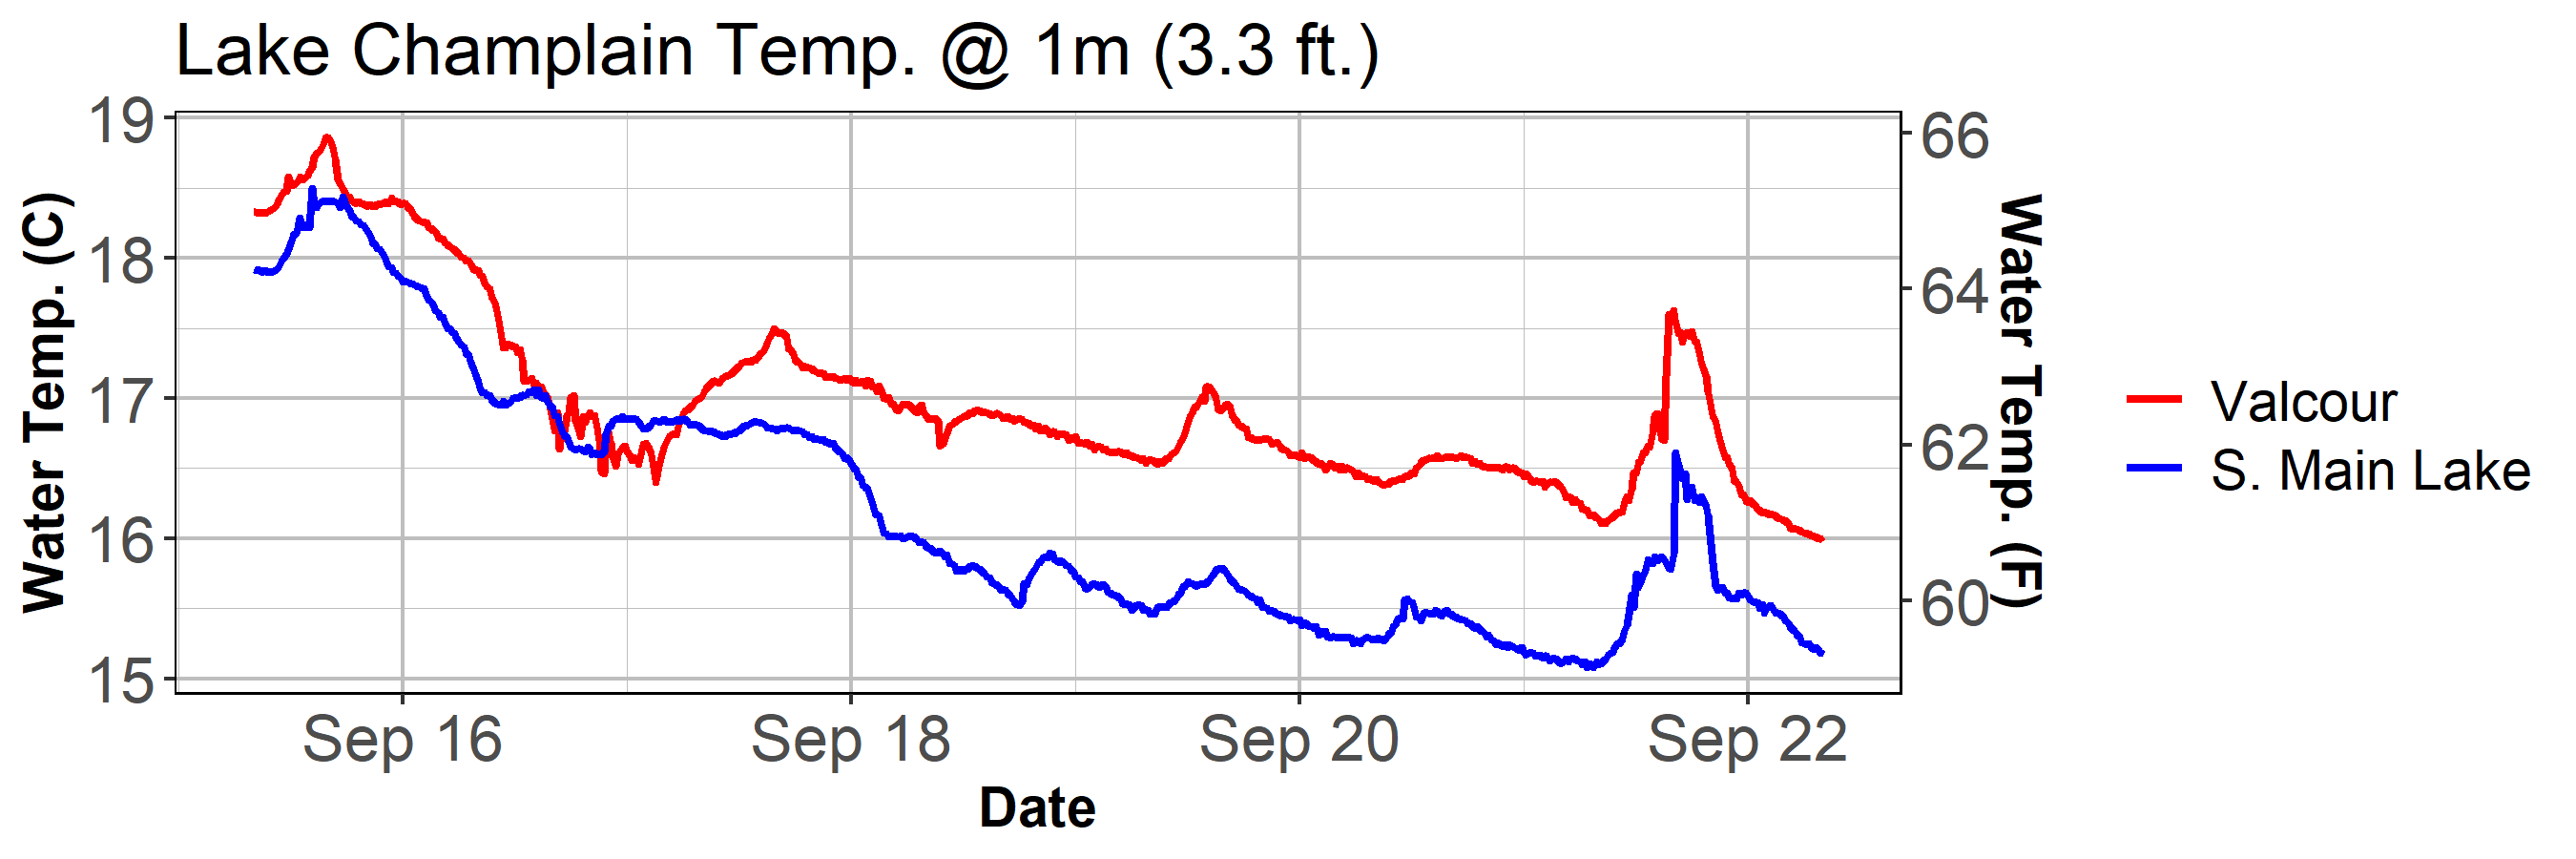 Lake Champlain Temp. @ 1m (3.3 ft.)
Water Temp. (C)
19
18
17
16
15
66
64
62
60
Water Temp. (F)
Sep 16
Sep 18
Sep 20
Sep 22
Date
Valcour
S. Main Lake